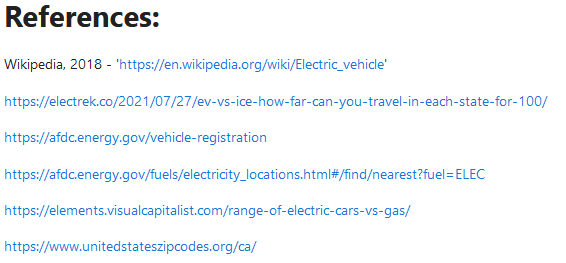 References:
Wikipedia, 2018 - 'https://en.wikipedia.org/wiki/Electric_vehicle'
https://electrek.co/2021/07/27/ev-vs-ice-how-far-can-you-travel-in-each-state-for-100/
https://afdc.energy.gov/vehicle-registration
https://afdc.energy.gov/fuels/electricity_locations.html#/find/nearest?fuel=ELEC
https://elements.visualcapitalist.com/range-of-electric-cars-vs-gas/
https://www.unitedstateszipcodes.org/ca/